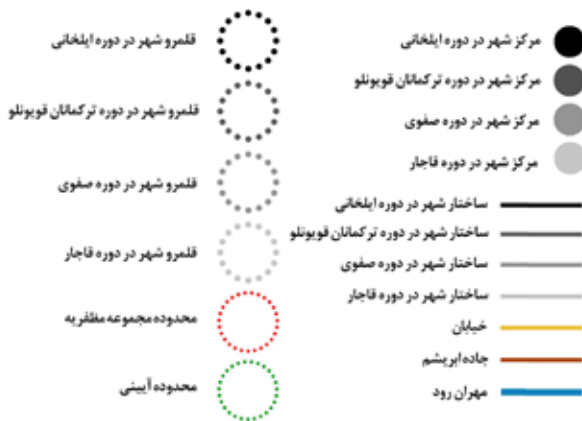 مرکز شهر در دوره ایلخانی
مرکز شهر در دوره ترکمانان قویونلو
مرکز شهر در دوره صفوی
مرکز شهر در دوره قاجار
ساختار شهر در دوره ایلخانی
ساختار شهر در دوره ترکمانان قویونلو
ساختار شهر در دوره صفوی
ساختار شهر در دوره قاجار
خیابان
جاده ابریشم
مهران رود
قلمرو شهر در دوره ایلخانی
قلمرو شهر در دوره ترکمانان قویونلو
قلمرو شهر در دوره صفوی
قلمرو شهر در دوره قاجار
محدوده مجموعه مظفریه
محدوده آیینی